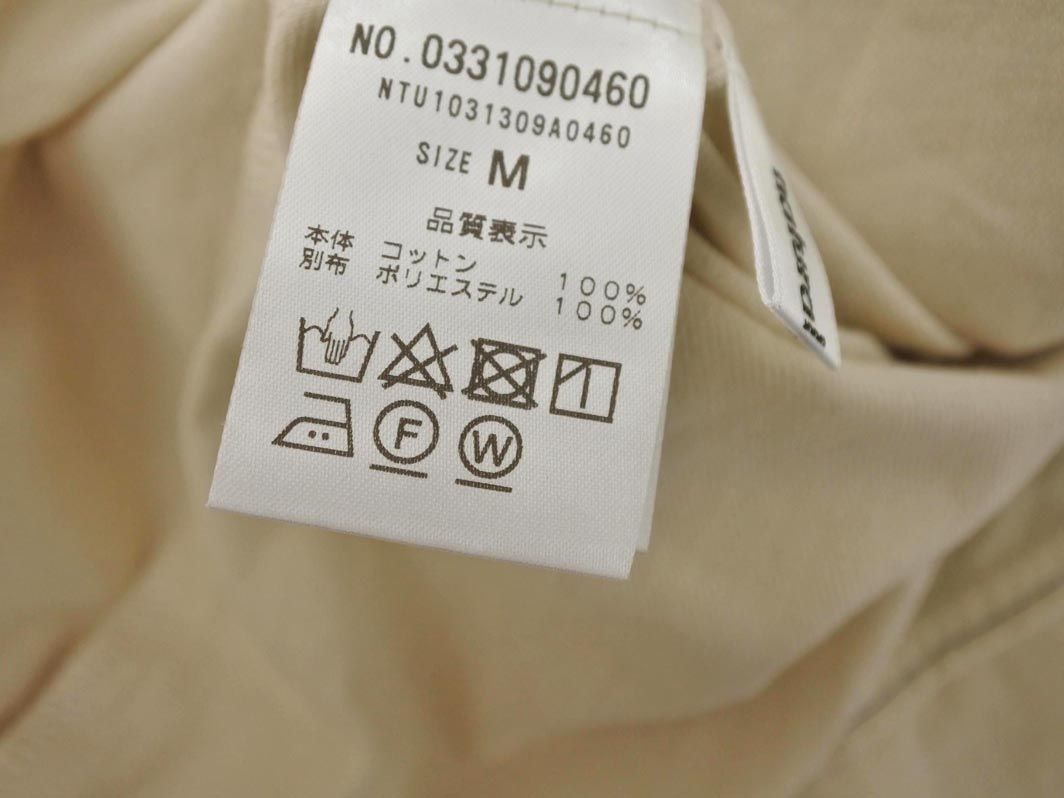 NO.0331090460
NTU1031309A0460
SIZE M
品質表示
本体 コットン 100%
別布 ポリエステル 100%
F
W